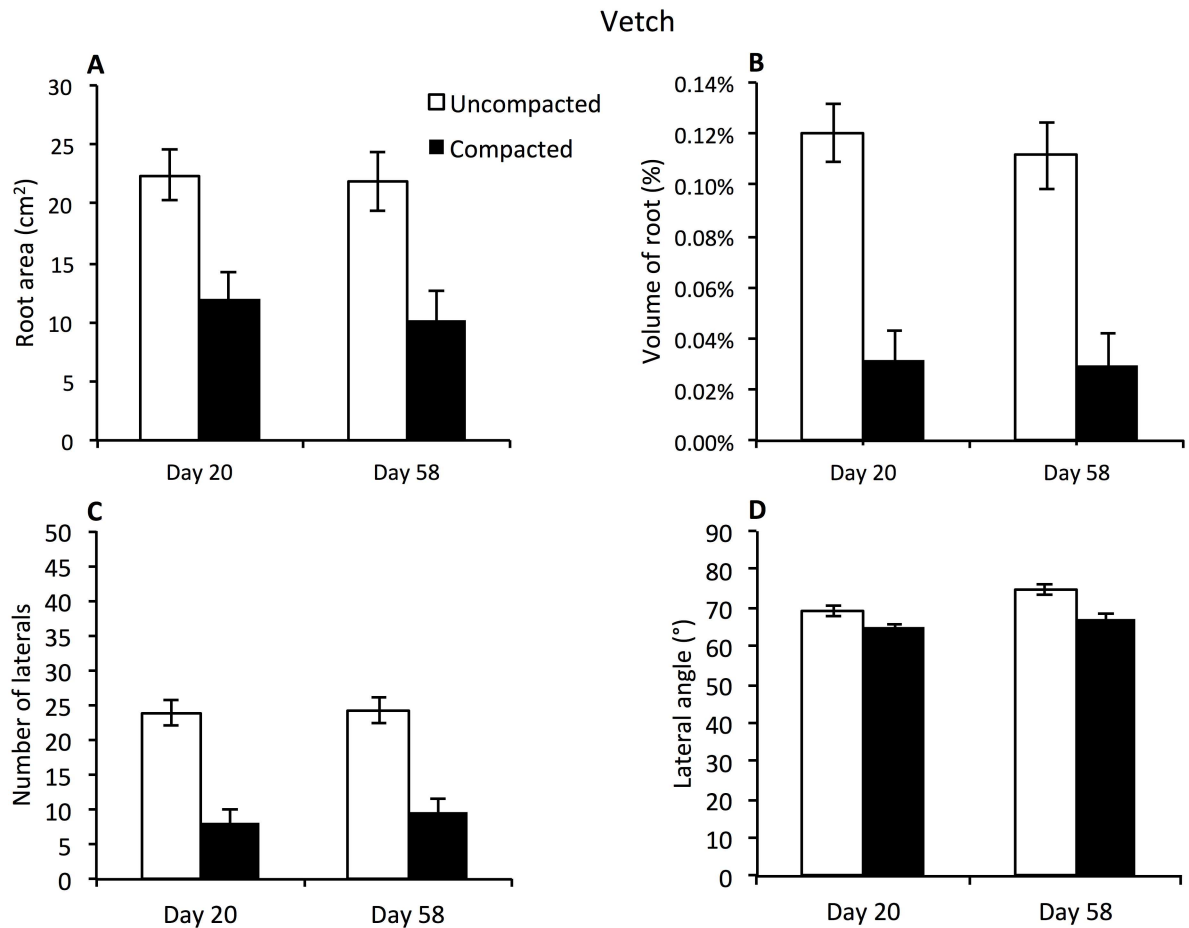 Vetch
A
Root area (cm²)
30
25
20
15
10
5
0
Uncompacted
Compacted
Day 20
Day 58
B
Volume of root (%)
0.14%
0.12%
0.10%
0.08%
0.06%
0.04%
0.02%
0.00%
Day 20
Day 58
C
Number of laterals
50
45
40
35
30
25
20
15
10
5
0
Day 20
Day 58
D
Lateral angle (°)
90
80
70
60
50
40
30
20
10
0
Day 20
Day 58